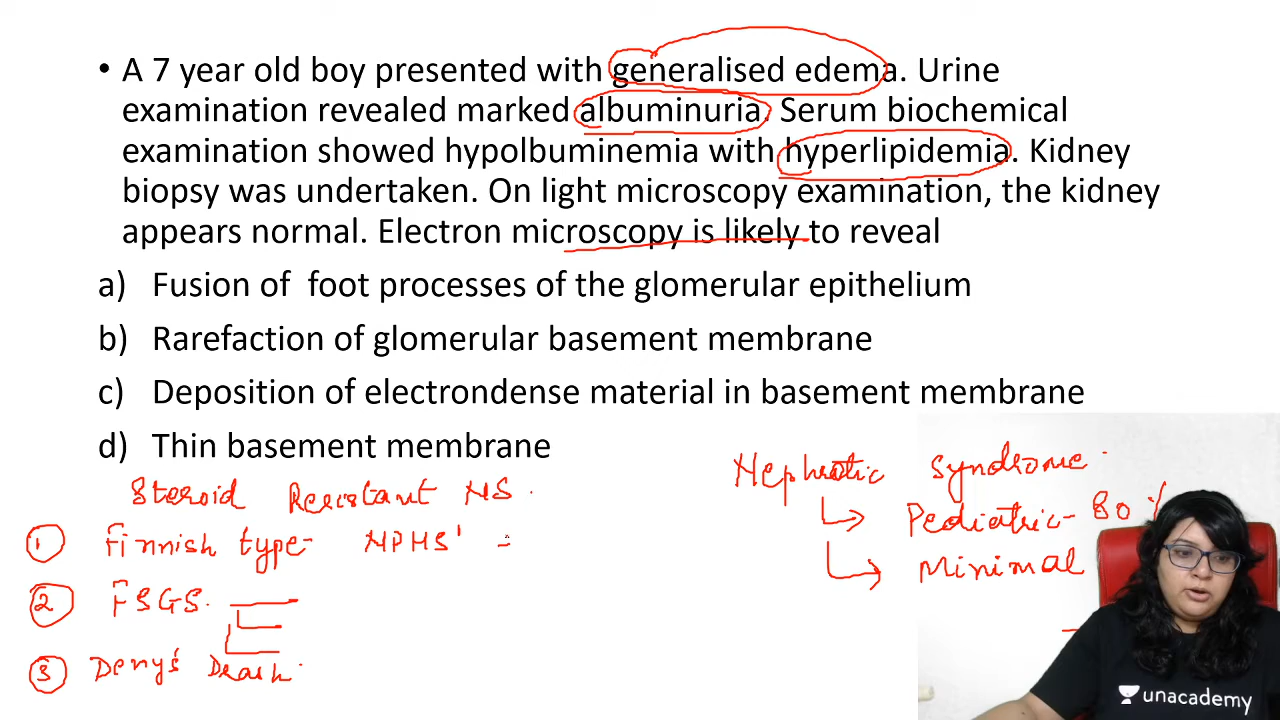 • A 7 year old boy presented with generalised edema. Urine
examination revealed marked albuminuria. Serum biochemical
examination showed hypolbuminemia with hyperlipidemia. Kidney
biopsy was undertaken. On light microscopy examination, the kidney
appears normal. Electron microscopy is likely to reveal
a) Fusion of foot processes of the glomerular epithelium
b) Rarefaction of glomerular basement membrane
c) Deposition of electrondense material in basement membrane
d) Thin basement membrane
Steroid Resistant NS.
① Finnish type- NPHS1 -
② FSGS.
③ Denys Drash.
Nephrotic Syndrome.
Pediatric- 80%
Minimal
unacademy